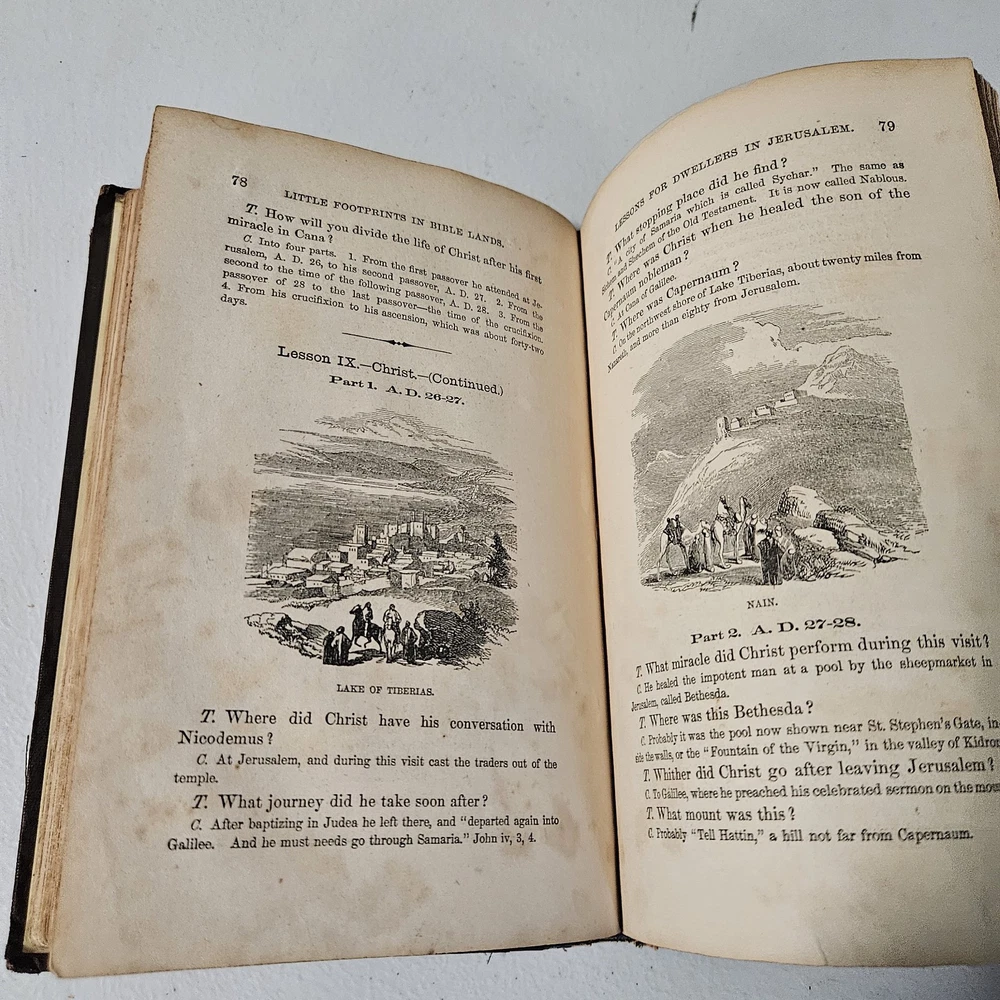 78
LITTLE FOOTPRINTS IN BIBLE LANDS.
T. How will you divide the life of Christ after his first
miracle in Cana?
C. Into four parts. 1. From the first passover he attended at Je-
rusalem, A. D. 26, to his second passover, A. D. 27. 2. From the
second to the time of the following passover, A. D. 28. 3. From the
passover of 28 to the last passover—the time of the crucifixion.
4. From his crucifixion to his ascension, which was about forty-two
days.
Lesson IX.—Christ.—(Continued.)
Part 1. A. D. 26-27.
LAKE OF TIBERIAS.
T. Where did Christ have his conversation with
Nicodemus?
C. At Jerusalem, and during this visit cast the traders out of the
temple.
T. What journey did he take soon after?
C. After baptizing in Judea he left there, and "departed again into
Galilee. And he must needs go through Samaria." John iv, 3, 4.
LESSONS FOR DWELLERS IN JERUSALEM. 79
T. What stopping place did he find?
C. "A city of Samaria which is called Sychar." The same as
Sichem and Shechem of the Old Testament. It is now called Nablous.
T. Where was Christ when he healed the son of the
Capernaum nobleman?
C. At Cana of Galilee.
T. Where was Capernaum?
C. On the northwest shore of Lake Tiberias, about twenty miles from
Nazareth, and more than eighty from Jerusalem.
NAIN.
Part 2. A. D. 27-28.
T. What miracle did Christ perform during this visit?
C. He healed the impotent man at a pool by the sheepmarket in
Jerusalem, called Bethesda.
T. Where was this Bethesda?
C. Probably it was the pool now shown near St. Stephen's Gate, in-
side the walls, or the "Fountain of the Virgin," in the valley of Kidron
T. Whither did Christ go after leaving Jerusalem?
C. To Galilee, where he preached his celebrated sermon on the mou
T. What mount was this?
C. Probably "Tell Hattin," a hill not far from Capernaum.